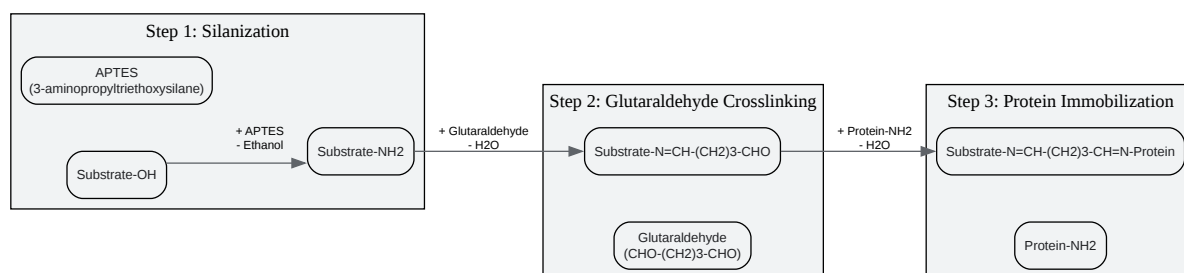 Step 1: Silanization
APTES
(3-aminopropyltriethoxysilane)
Substrate-OH
+ APTES
- Ethanol
Substrate-NH2
+ Glutaraldehyde
- H2O
Step 2: Glutaraldehyde Crosslinking
Substrate-N=CH-(CH2)3-CHO
Glutaraldehyde
(CHO-(CH2)3-CHO)
+ Protein-NH2
- H2O
Step 3: Protein Immobilization
Substrate-N=CH-(CH2)3-CH=N-Protein
Protein-NH2